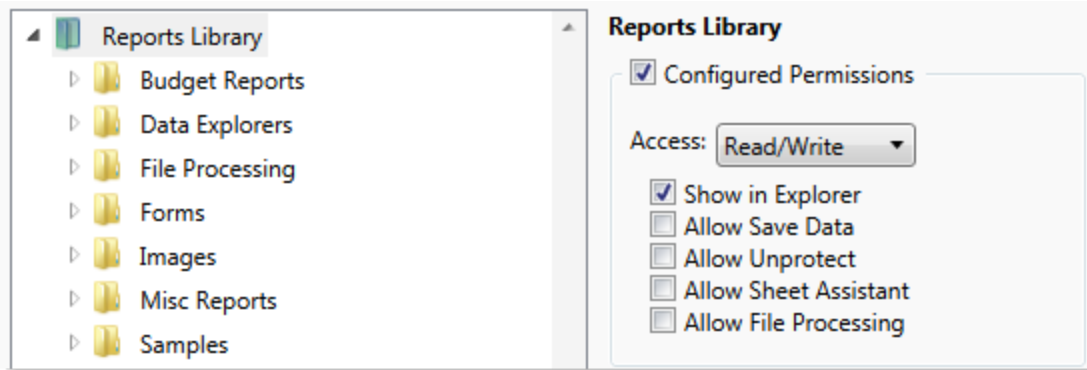 Reports Library
Budget Reports
Data Explorers
File Processing
Forms
Images
Misc Reports
Samples
Reports Library
Configured Permissions
Access: Read/Write
Show in Explorer
Allow Save Data
Allow Unprotect
Allow Sheet Assistant
Allow File Processing